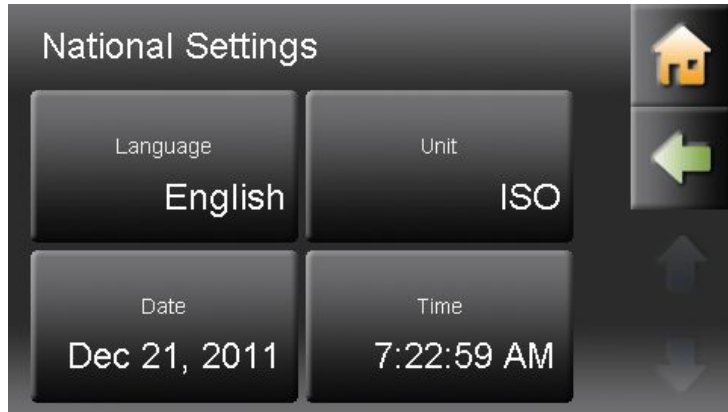 National Settings
Language
English
Unit
ISO
Date
Dec 21, 2011
Time
7:22:59 AM